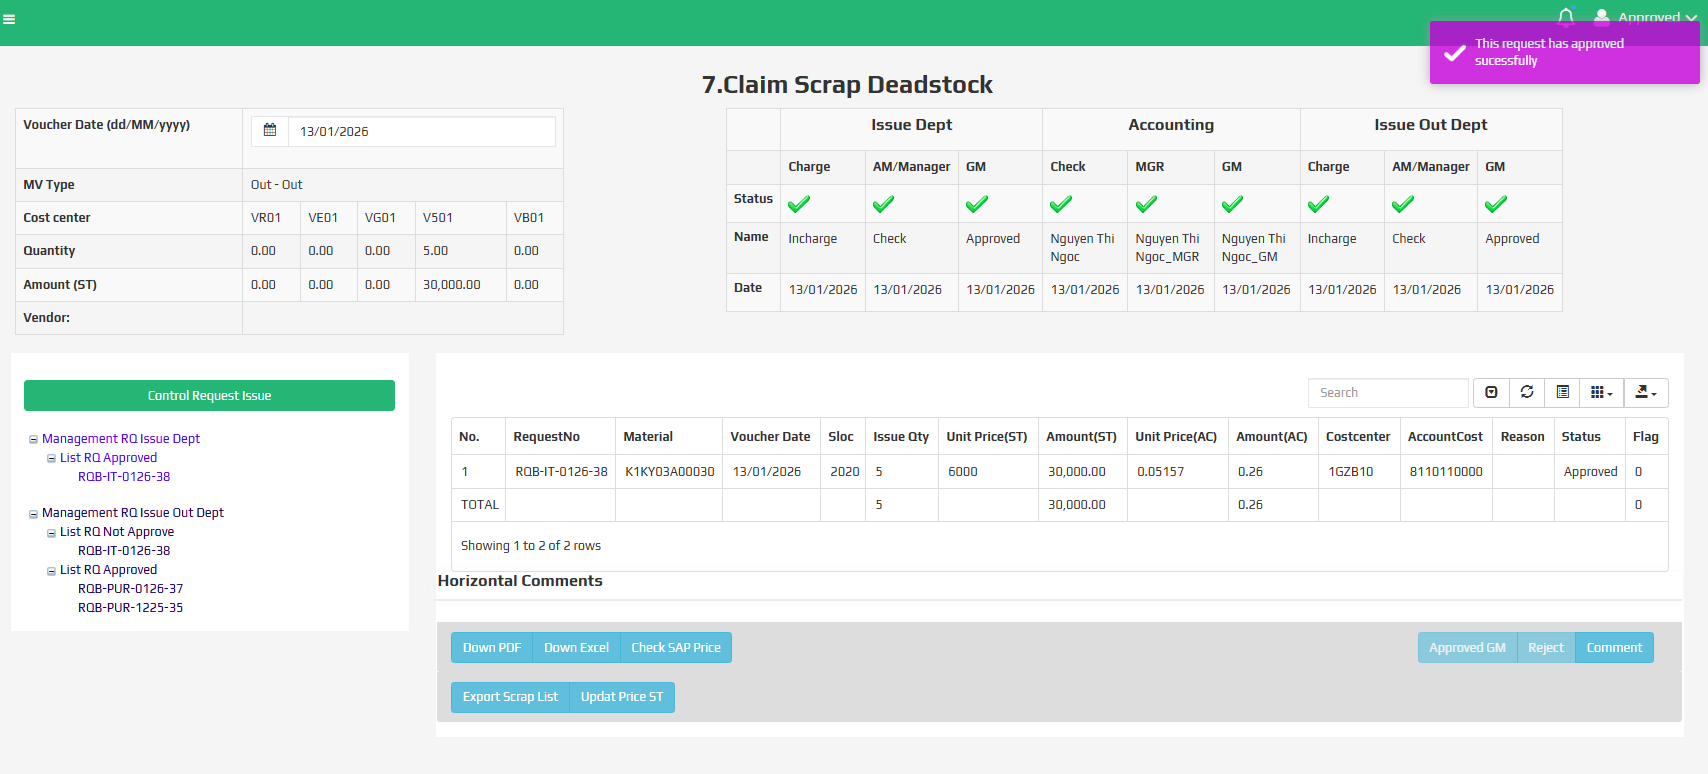 Approved
This request has approved
sucessfully
7.Claim Scrap Deadstock
Voucher Date (dd/MM/yyyy) 13/01/2026
MV Type Out - Out
Cost center VR01 VE01 VG01 V501 VB01
Quantity 0.00 0.00 0.00 5.00 0.00
Amount (ST) 0.00 0.00 0.00 30,000.00 0.00
Vendor:
Issue Dept Accounting Issue Out Dept
Charge AM/Manager GM Check MGR GM Charge AM/Manager GM
Status
Name Incharge Check Approved Nguyen Thi Nguyen Thi Nguyen Thi Incharge Check Approved
Ngoc Ngoc_MGR Ngoc_GM
Date 13/01/2026 13/01/2026 13/01/2026 13/01/2026 13/01/2026 13/01/2026 13/01/2026 13/01/2026 13/01/2026
Control Request Issue
Management RQ Issue Dept
List RQ Approved
RQB-IT-0126-38
Management RQ Issue Out Dept
List RQ Not Approve
RQB-IT-0126-38
List RQ Approved
RQB-PUR-0126-37
RQB-PUR-1225-35
Search
No. RequestNo Material Voucher Date Sloc Issue Qty Unit Price(ST) Amount(ST) Unit Price(AC) Amount(AC) Costcenter AccountCost Reason Status Flag
1 RQB-IT-0126-38 K1KY03A00030 13/01/2026 2020 5 6000 30,000.00 0.05157 0.26 1GZB10 8110110000 Approved 0
TOTAL 5 30,000.00 0.26 0
Showing 1 to 2 of 2 rows
Horizontal Comments
Down PDF Down Excel Check SAP Price Approved GM Reject Comment
Export Scrap List Updat Price ST